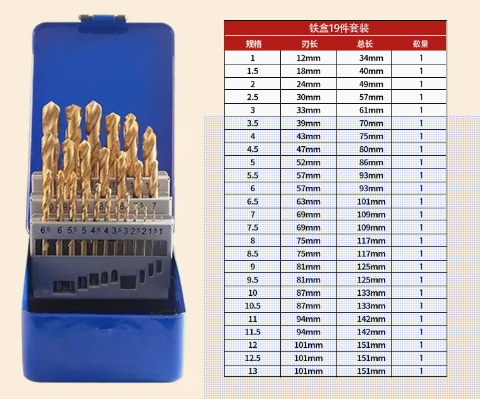 铁盒19件套装
规格 刃长 总长 数量
1 12mm 34mm 1
1.5 18mm 40mm 1
2 24mm 49mm 1
2.5 30mm 57mm 1
3 33mm 61mm 1
3.5 39mm 70mm 1
4 43mm 75mm 1
4.5 47mm 80mm 1
5 52mm 86mm 1
5.5 57mm 93mm 1
6 57mm 93mm 1
6.5 63mm 101mm 1
7 69mm 109mm 1
7.5 69mm 109mm 1
8 75mm 117mm 1
8.5 75mm 117mm 1
9 81mm 125mm 1
9.5 81mm 125mm 1
10 87mm 133mm 1
10.5 87mm 133mm 1
11 94mm 142mm 1
11.5 94mm 142mm 1
12 101mm 151mm 1
12.5 101mm 151mm 1
13 101mm 151mm 1